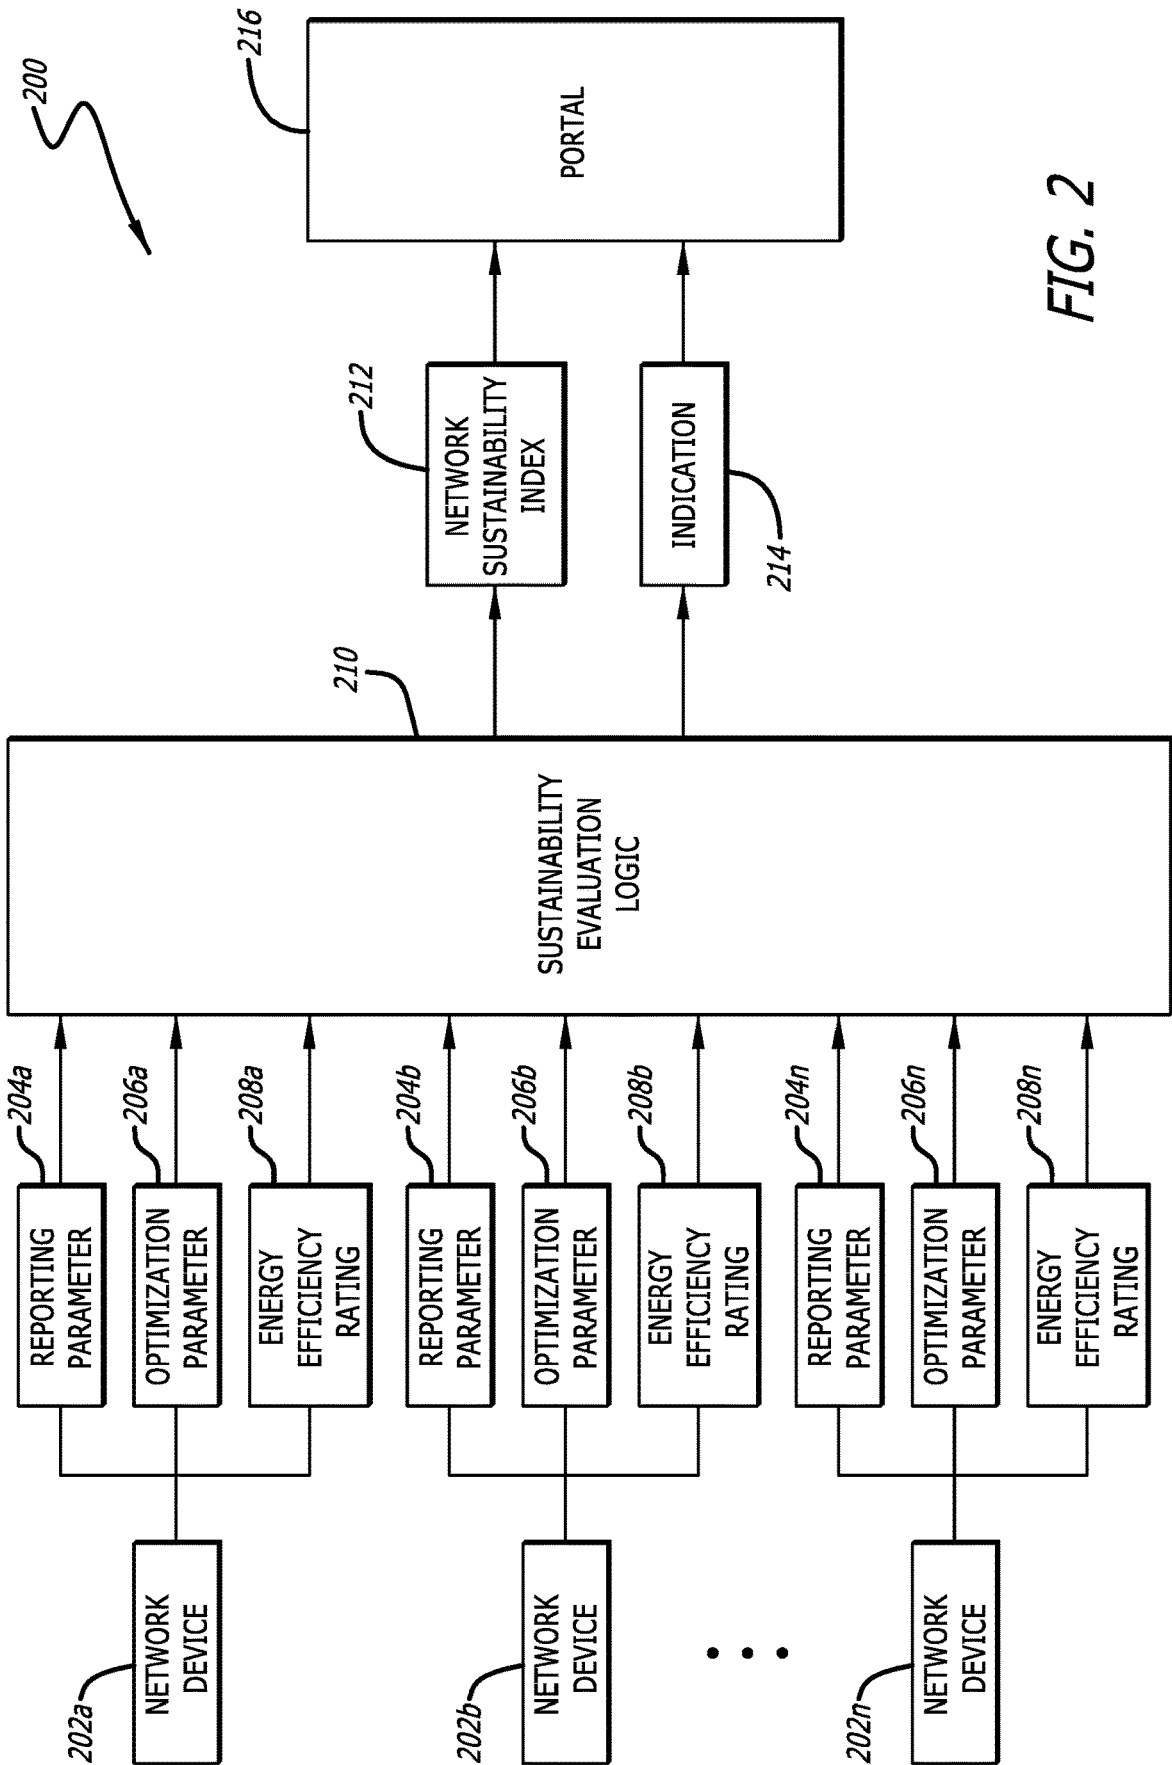 200
202a
NETWORK
DEVICE
REPORTING
PARAMETER
204a
OPTIMIZATION
PARAMETER
206a
ENERGY
EFFICIENCY
RATING
208a
202b
NETWORK
DEVICE
REPORTING
PARAMETER
204b
OPTIMIZATION
PARAMETER
206b
ENERGY
EFFICIENCY
RATING
208b
202n
NETWORK
DEVICE
REPORTING
PARAMETER
204n
OPTIMIZATION
PARAMETER
206n
ENERGY
EFFICIENCY
RATING
208n
SUSTAINABILITY
EVALUATION
LOGIC
210
NETWORK
SUSTAINABILITY
INDEX
212
INDICATION
214
PORTAL
216
FIG. 2